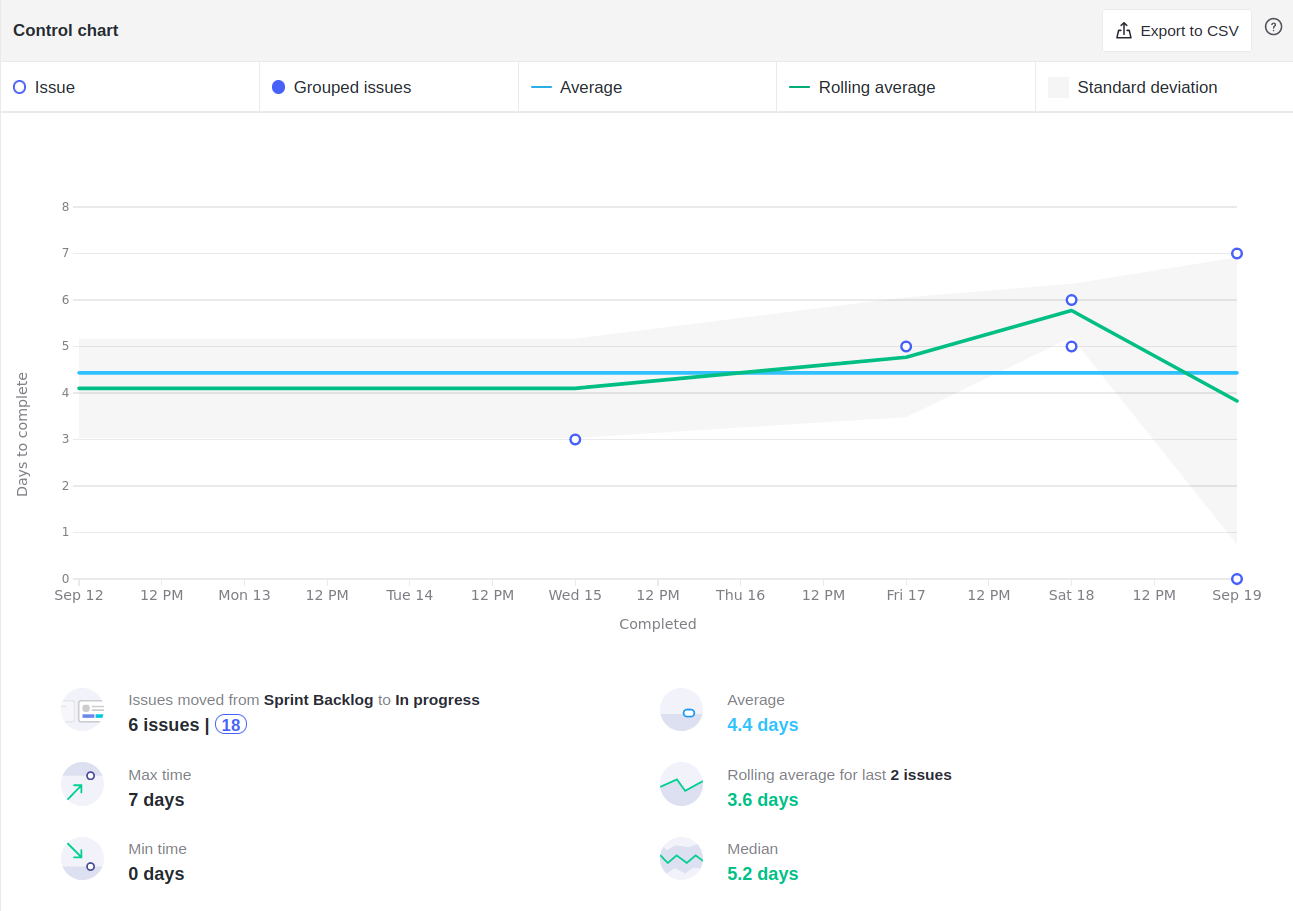 Control chart
Export to CSV
?
Issue
Grouped issues
Average
Rolling average
Standard deviation
8
7
6
5
4
3
2
1
0
Days to complete
Sep 12 12 PM Mon 13 12 PM Tue 14 12 PM Wed 15 12 PM Thu 16 12 PM Fri 17 12 PM Sat 18 12 PM Sep 19
Completed
Issues moved from Sprint Backlog to In progress
6 issues | 18
Average
4.4 days
Max time
7 days
Rolling average for last 2 issues
3.6 days
Min time
0 days
Median
5.2 days